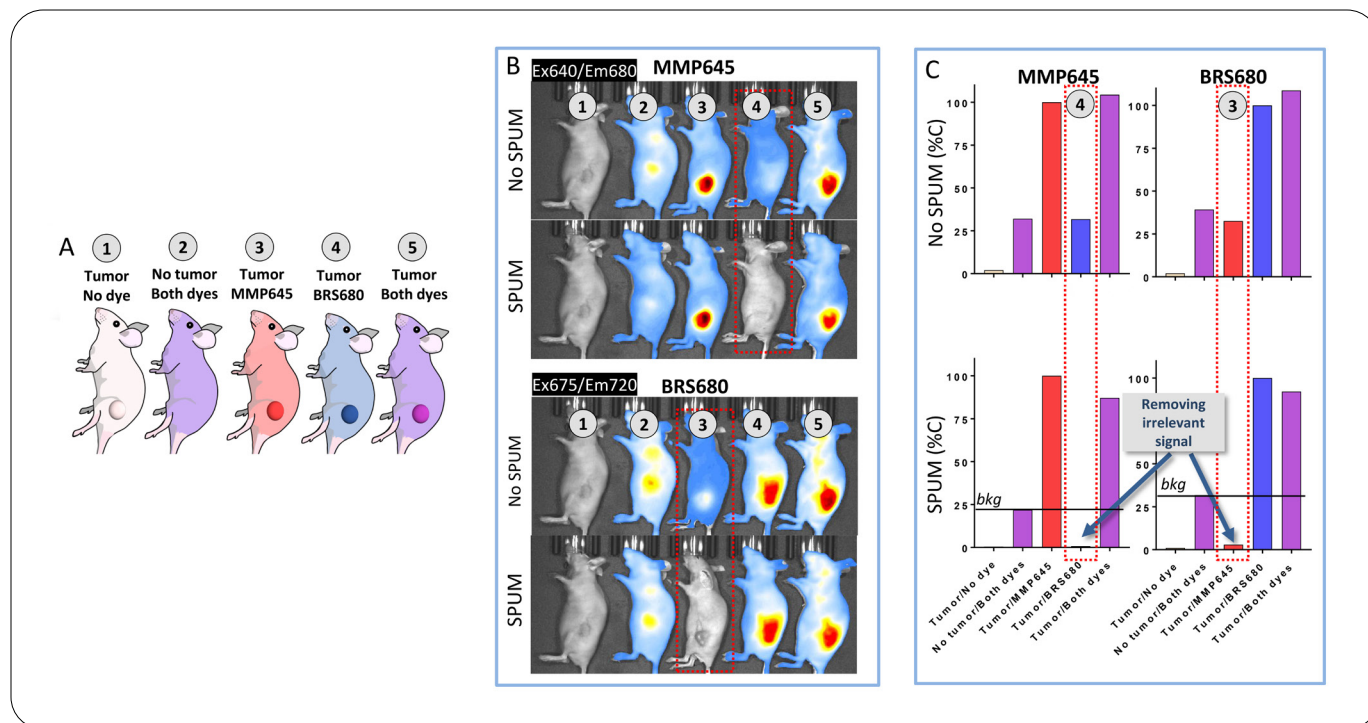 A
1
2
3
4
5
Tumor
No dye
No tumor
Both dyes
Tumor
MMP645
Tumor
BRS680
Tumor
Both dyes
B
Ex640/Em680
MMP645
1
2
3
4
5
No SPUM
SPUM
Ex675/Em720
BRS680
1
2
3
4
5
No SPUM
SPUM
C
MMP645
BRS680
4
3
No SPUM (%C)
100
75
50
25
0
100
75
50
25
0
SPUM (%C)
100
75
50
25
0
100
75
50
25
0
bkg
bkg
Removing
irrelevant
signal
Tumor/No dye
No tumor/Both dyes
Tumor/MMP645
Tumor/BRS680
Tumor/Both dyes
Tumor/No dye
No tumor/Both dyes
Tumor/MMP645
Tumor/BRS680
Tumor/Both dyes